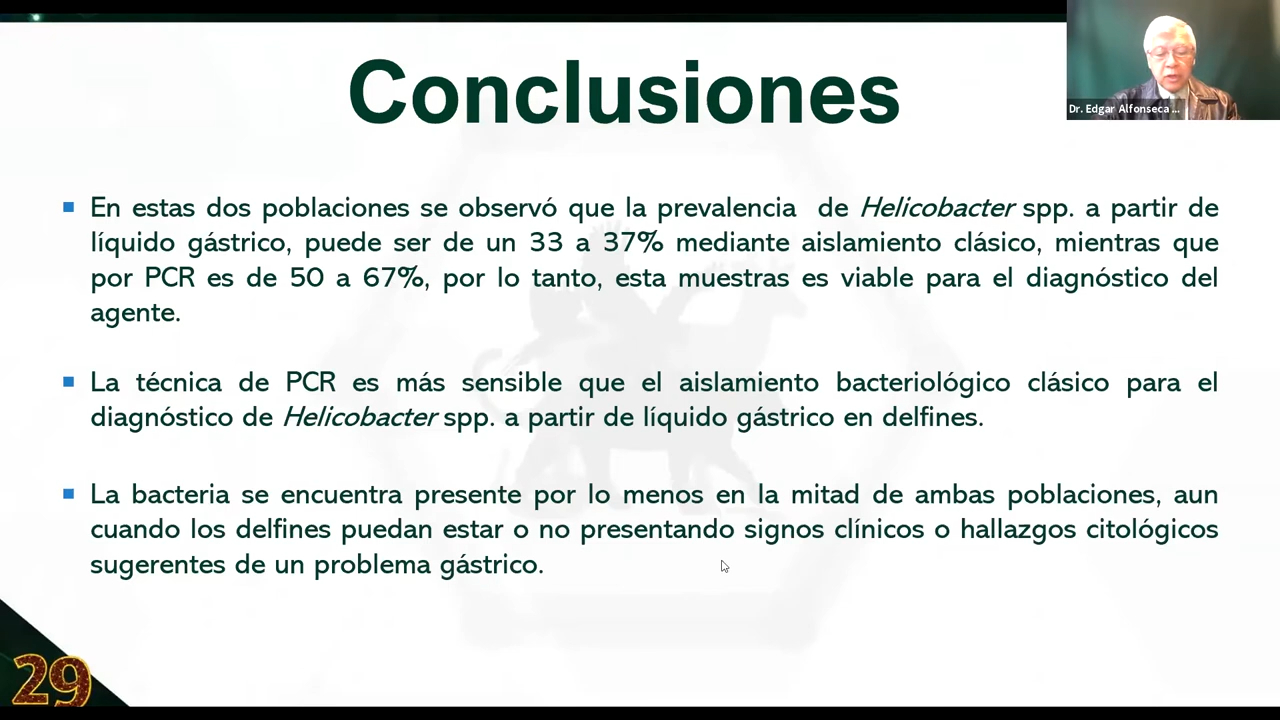 Conclusiones
Dr. Edgar Alfonseca ...
▪ En estas dos poblaciones se observó que la prevalencia de Helicobacter spp. a partir de
líquido gástrico, puede ser de un 33 a 37% mediante aislamiento clásico, mientras que
por PCR es de 50 a 67%, por lo tanto, esta muestras es viable para el diagnóstico del
agente.
▪ La técnica de PCR es más sensible que el aislamiento bacteriológico clásico para el
diagnóstico de Helicobacter spp. a partir de líquido gástrico en delfines.
▪ La bacteria se encuentra presente por lo menos en la mitad de ambas poblaciones, aun
cuando los delfines puedan estar o no presentando signos clínicos o hallazgos citológicos
sugerentes de un problema gástrico.
29